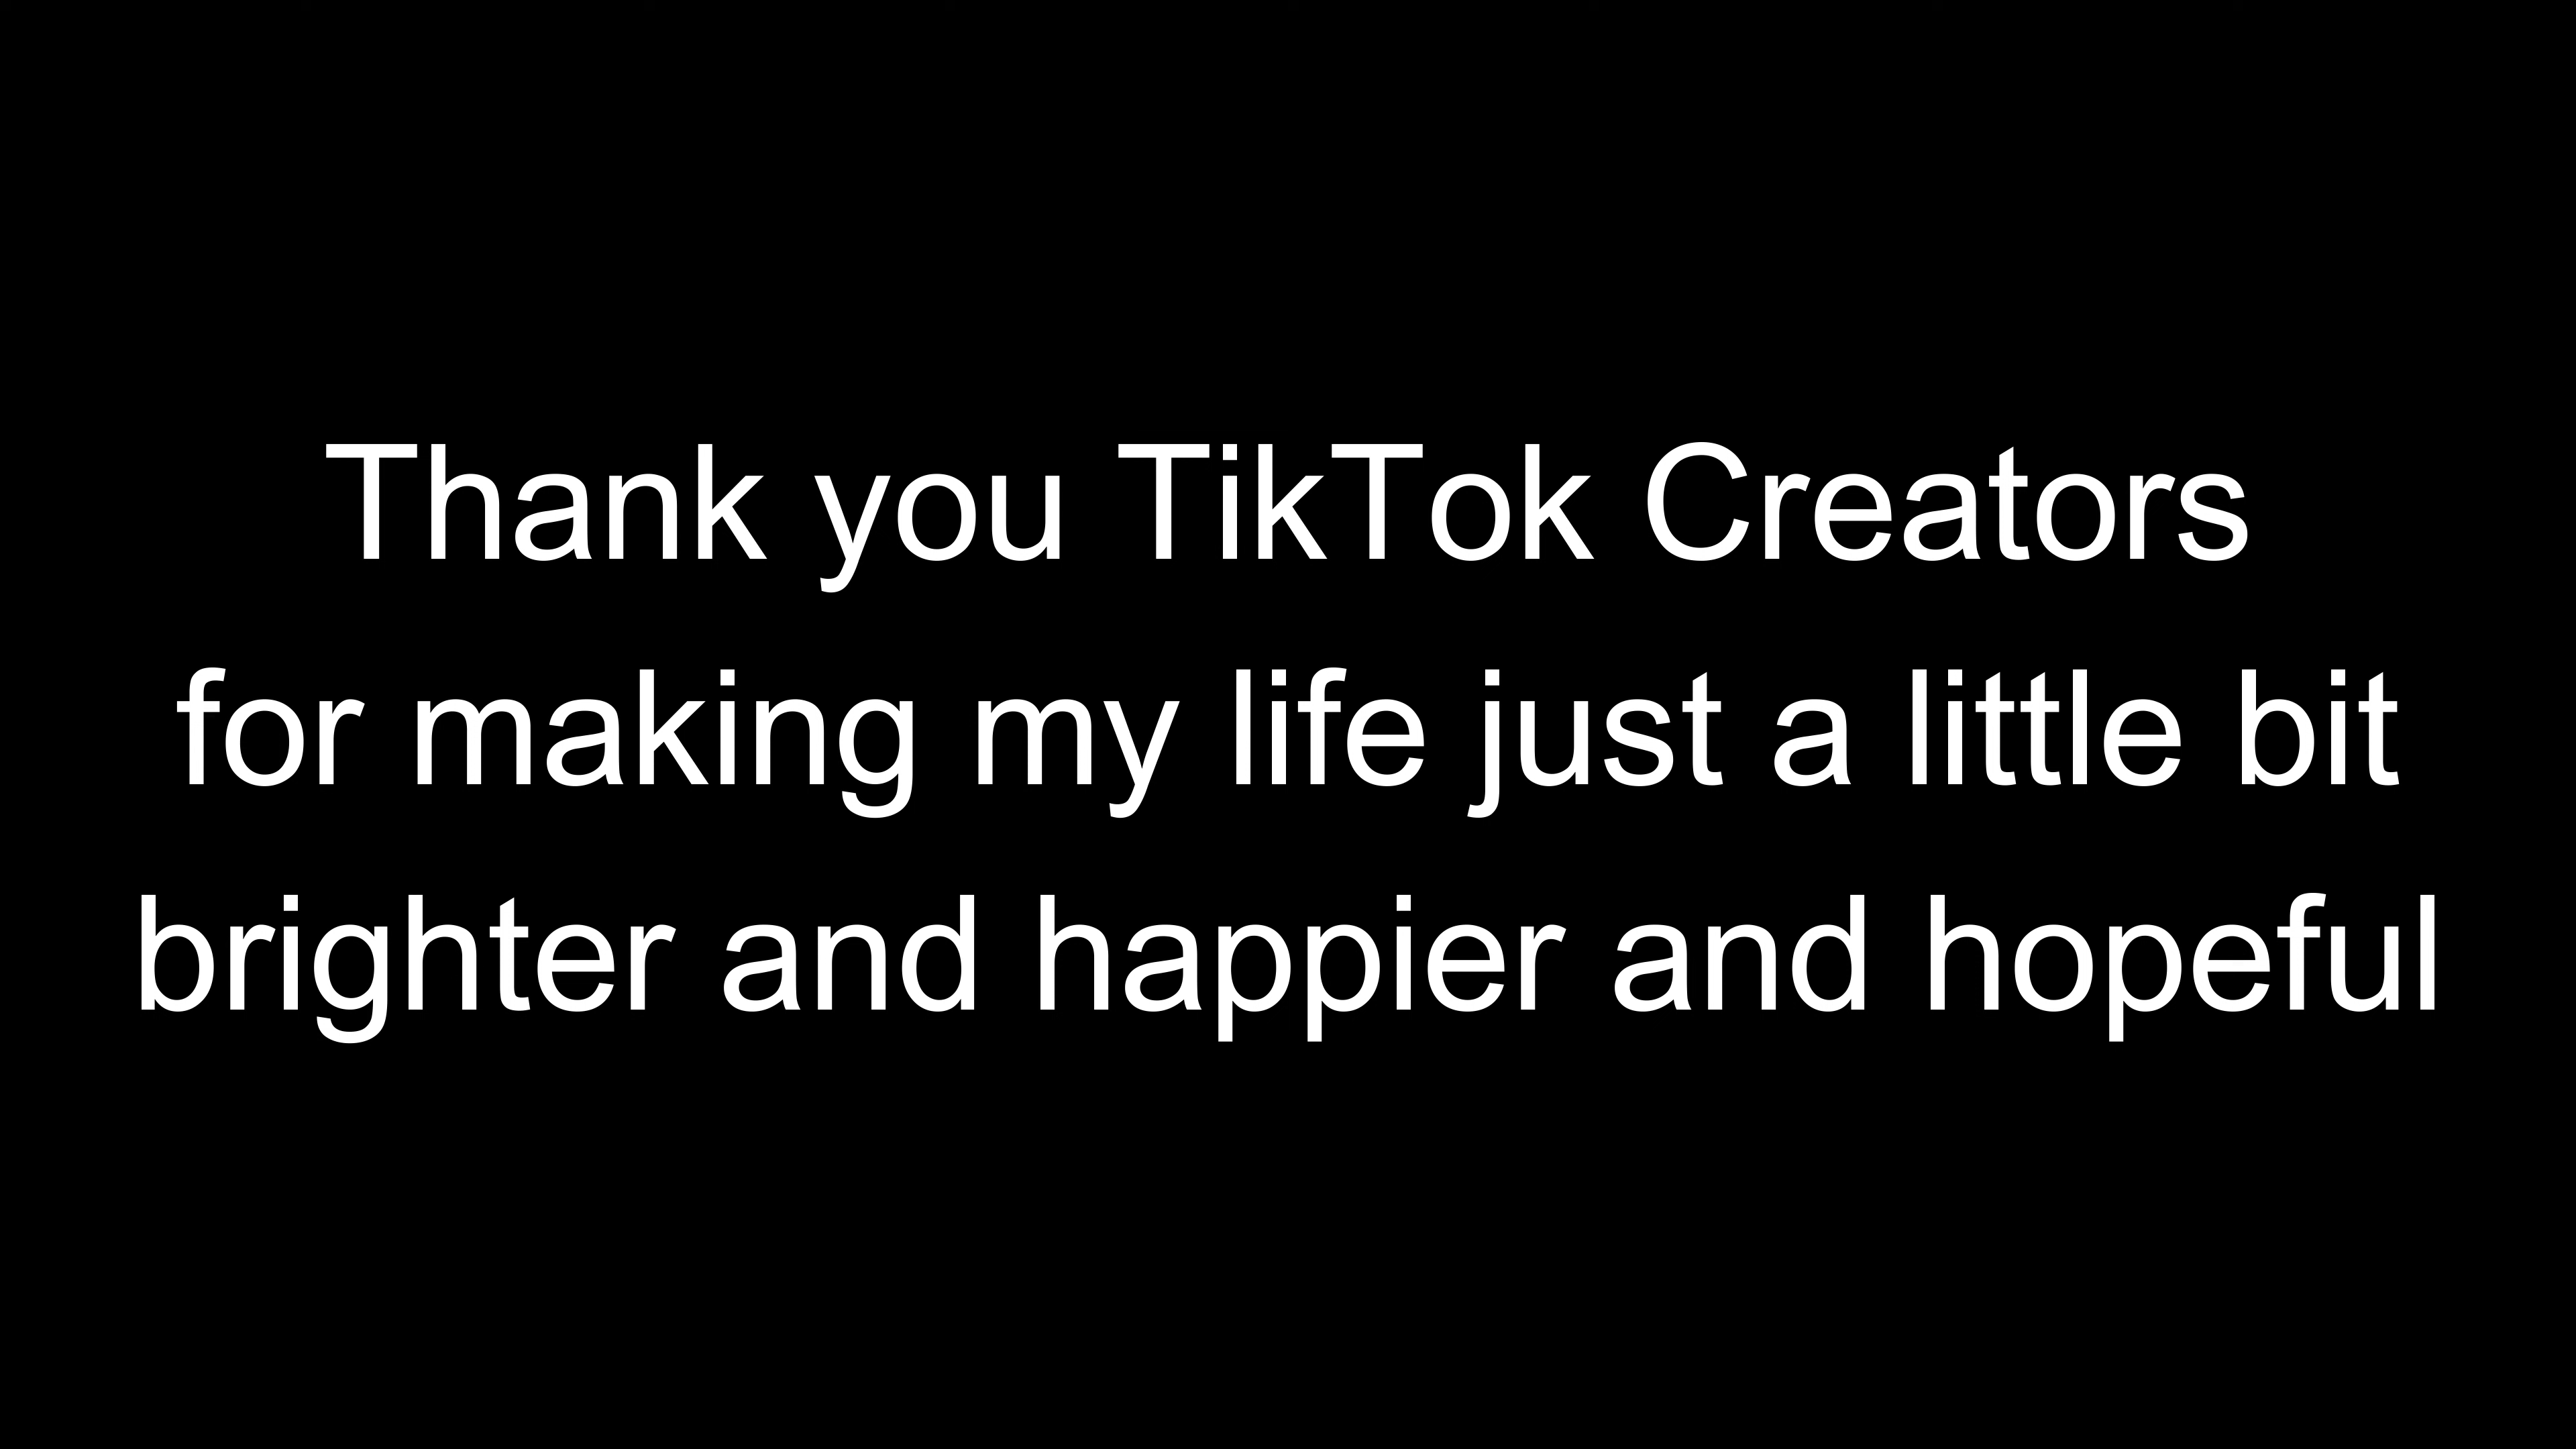 Thank you TikTok Creators
for making my life just a little bit
brighter and happier and hopeful